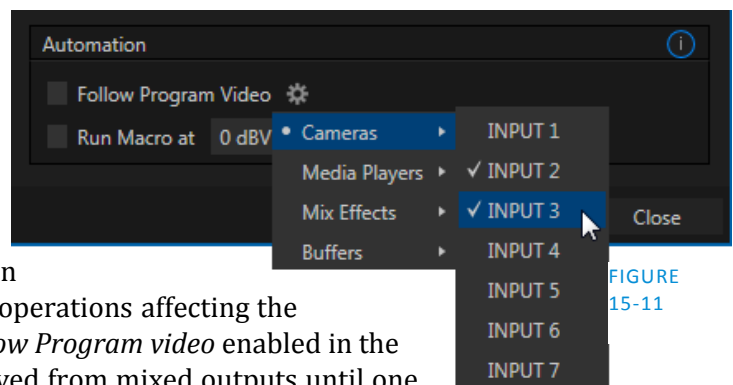 Automation
Follow Program Video
Run Macro at 0 dBV
Cameras
Media Players
Mix Effects
Buffers
INPUT 1
INPUT 2
INPUT 3
INPUT 4
INPUT 5
INPUT 6
INPUT 7
Close
FIGURE
15-11
operations affecting the
Program video enabled in the
from mixed outputs until one